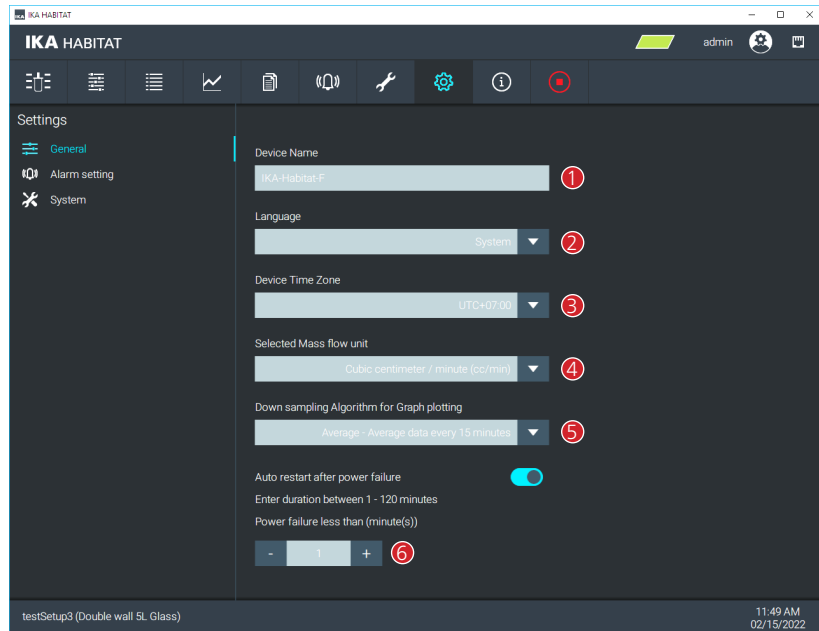 IKA IKA HABITAT
IKA HABITAT
admin
Settings
General
Alarm setting
System
Device Name
IKA-Habitat-F
1
Language
System
2
Device Time Zone
UTC+07:00
3
Selected Mass flow unit
Cubic centimeter / minute (cc/min)
4
Down sampling Algorithm for Graph plotting
Average - Average data every 15 minutes
5
Auto restart after power failure
Enter duration between 1 - 120 minutes
Power failure less than (minute(s))
- 1 +
6
testSetup3 (Double wall 5L Glass)
11:49 AM
02/15/2022